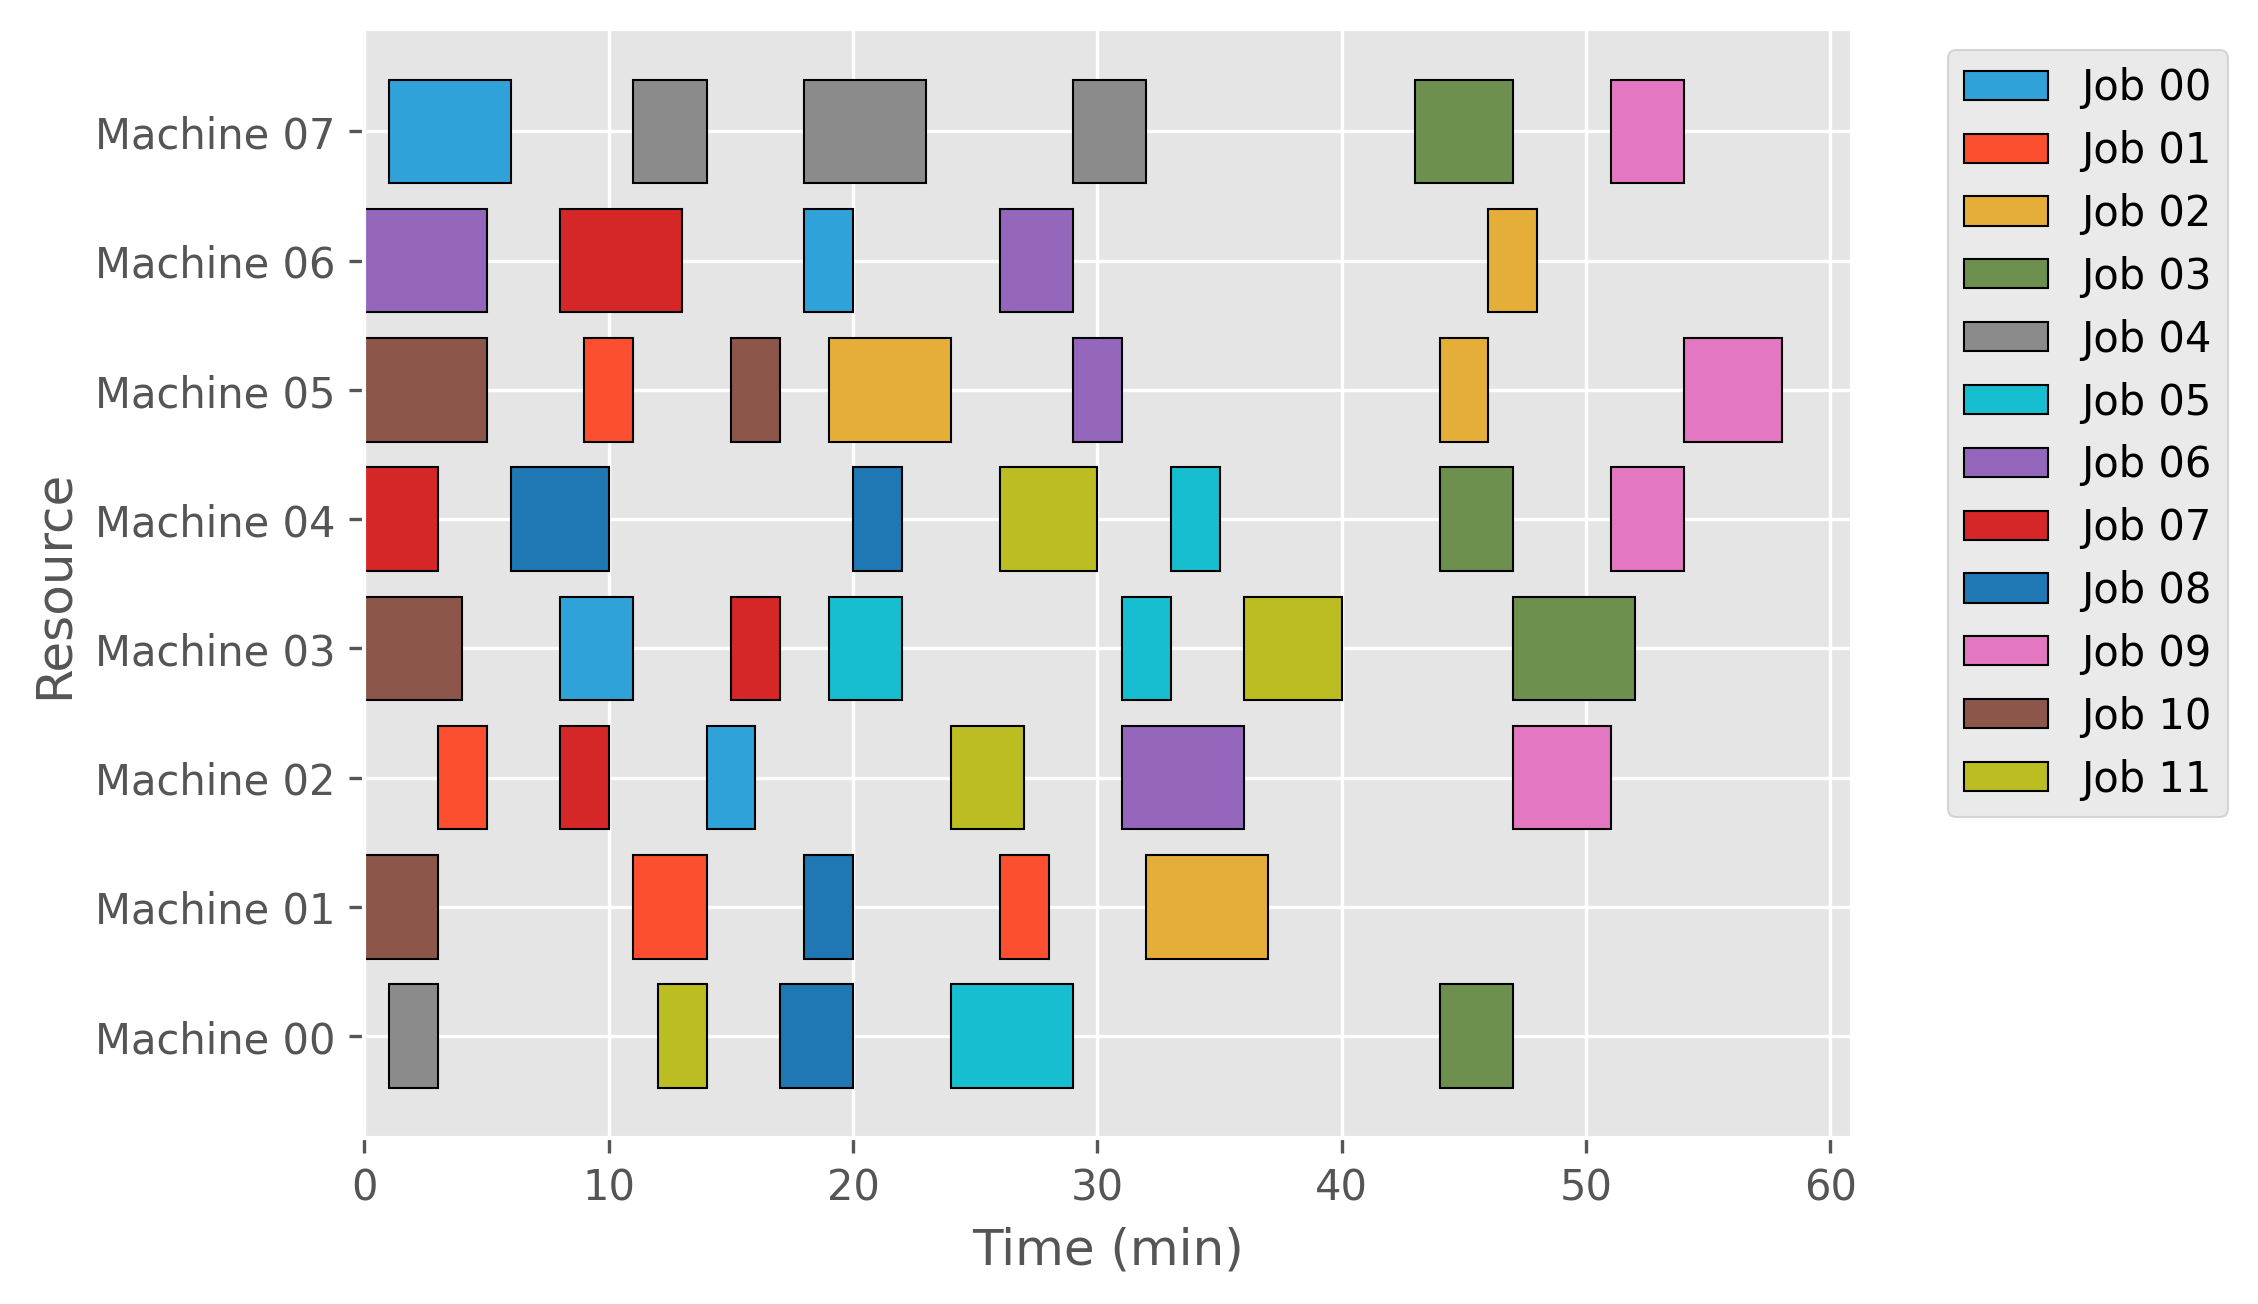 Machine 07
Machine 06
Machine 05
Machine 04
Machine 03
Machine 02
Machine 01
Machine 00
Resource
0 10 20 30 40 50 60
Time (min)
Job 00
Job 01
Job 02
Job 03
Job 04
Job 05
Job 06
Job 07
Job 08
Job 09
Job 10
Job 11